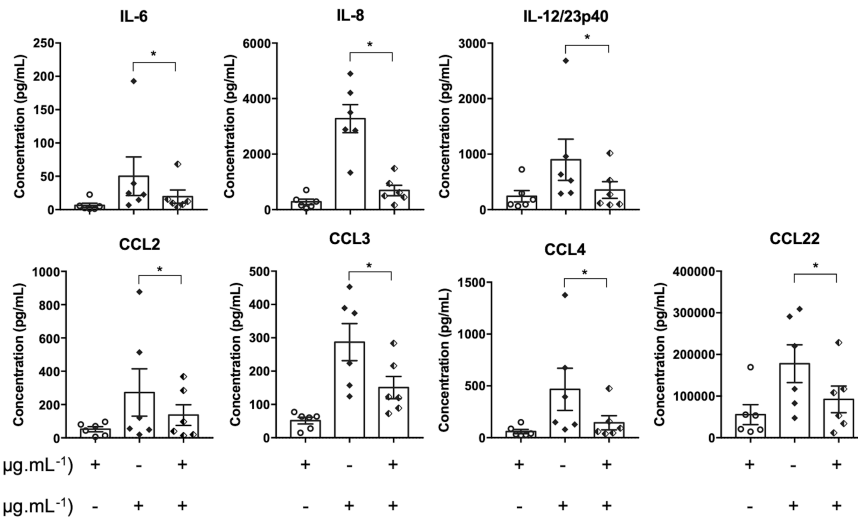 IL-6
IL-8
IL-12/23p40
Concentration (pg/mL)
250
200
150
100
50
0
*
Concentration (pg/mL)
6000
4000
2000
0
*
Concentration (pg/mL)
3000
2000
1000
0
*
CCL2
CCL3
CCL4
CCL22
Concentration (pg/mL)
1000
800
600
400
200
0
*
Concentration (pg/mL)
500
400
300
200
100
0
*
Concentration (pg/mL)
1500
1000
500
0
*
Concentration (pg/mL)
400000
300000
200000
100000
0
*
µg.mL⁻¹) + - + + - + + - + + - +
µg.mL⁻¹) - + + - + + - + + - + +